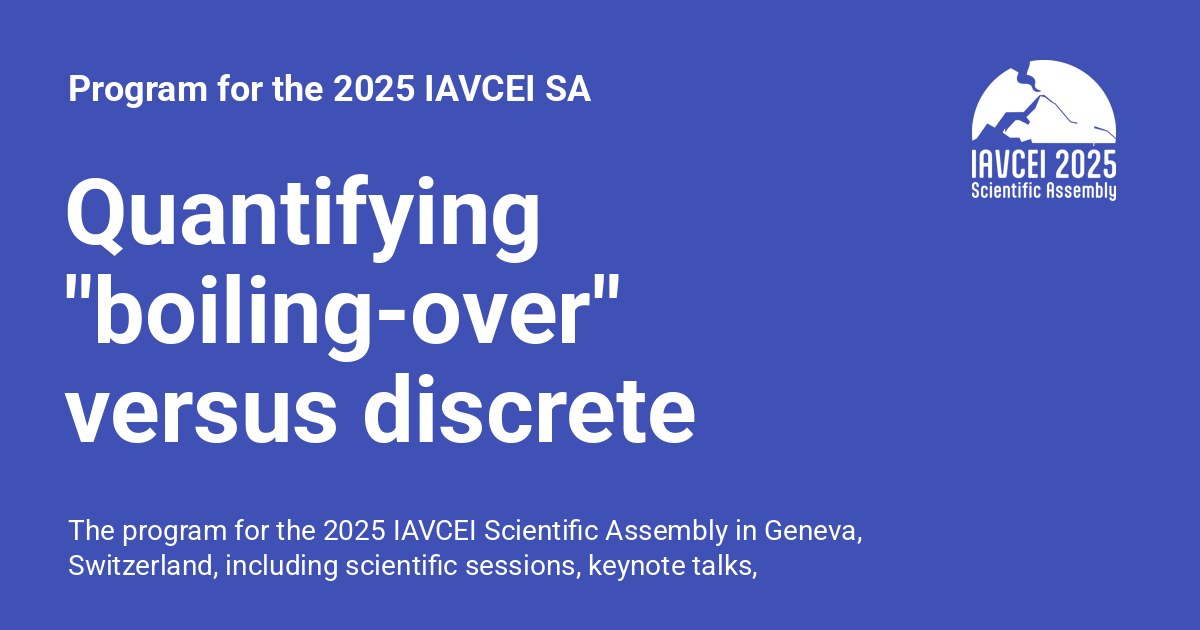 Program for the 2025 IAVCEI SA
IAVCEI 2025
Scientific Assembly
Quantifying
"boiling-over"
versus discrete
The program for the 2025 IAVCEI Scientific Assembly in Geneva,
Switzerland, including scientific sessions, keynote talks,